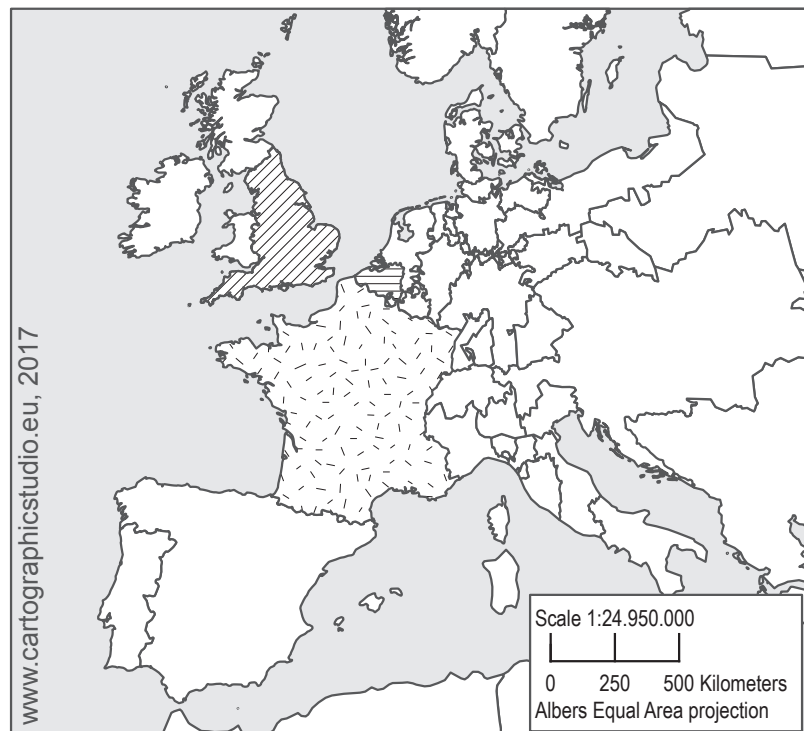 www.cartographicstudio.eu, 2017
Scale 1:24.950.000
0 250 500 Kilometers
Albers Equal Area projection